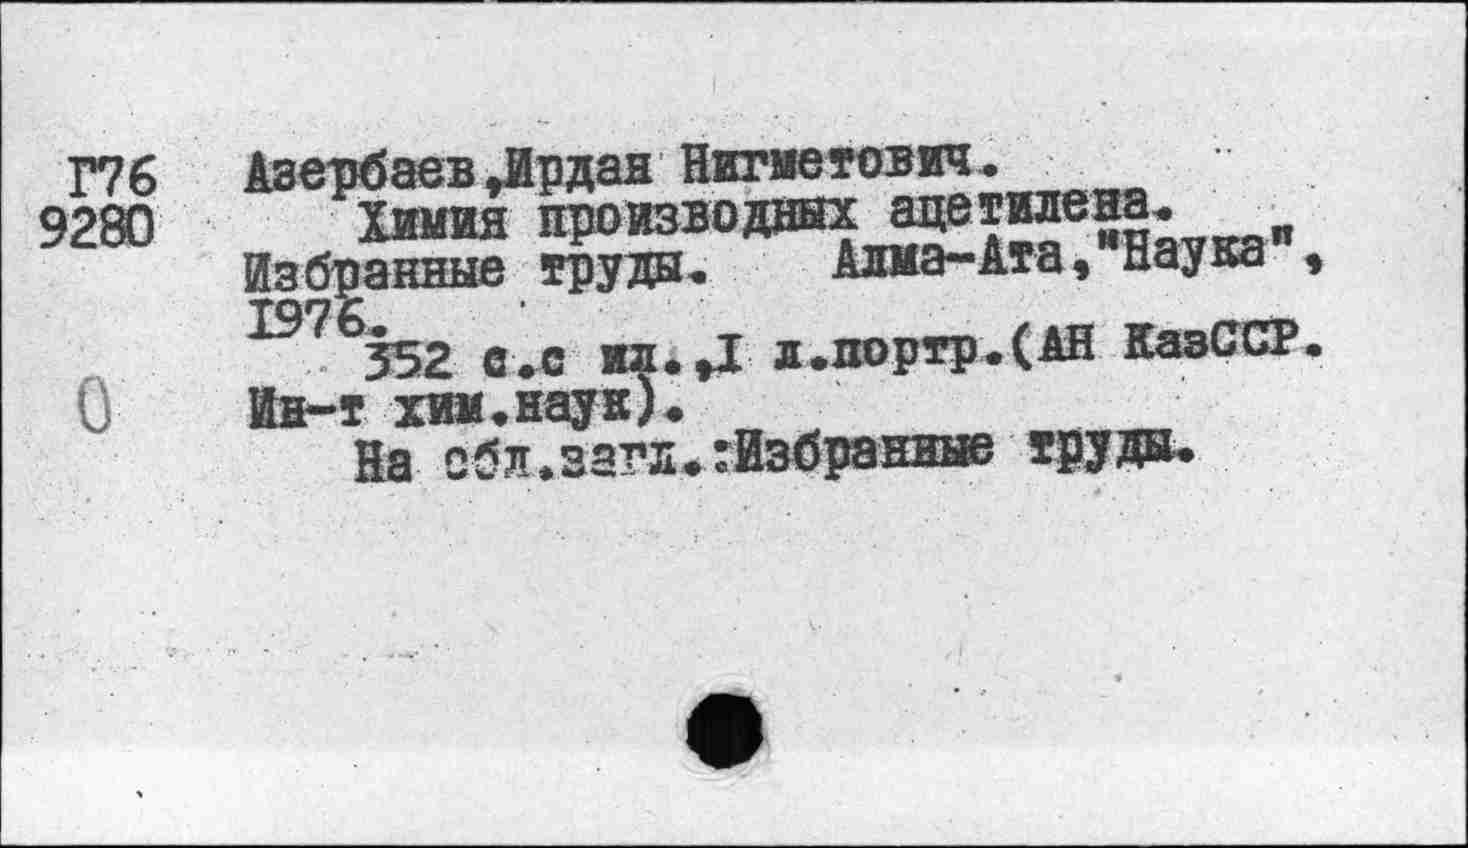 Г76 Азербаев,Ирдан Нигметович.
9280 Химия производных ацетилена.
Избранные труды. Алма-Ата,"Наука",
1976.
352 с.с ил.,I л.портр.(АН КазССР.
0 Ин-т хим.наук).
На обл.загл.:Избранные труды.